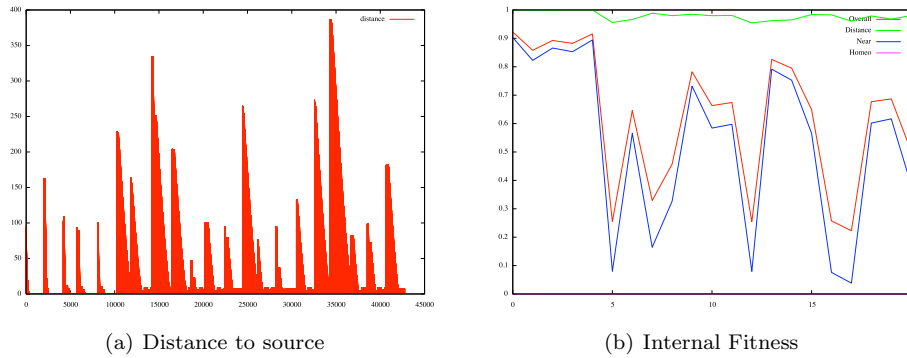 400
350
300
250
200
150
100
50
0
0 5000 10000 15000 20000 25000 30000 35000 40000 45000
distance
(a) Distance to source
1
0.9
0.8
0.7
0.6
0.5
0.4
0.3
0.2
0.1
0
0 5 10 15
Overall
Distance
Near
Homeo
(b) Internal Fitness